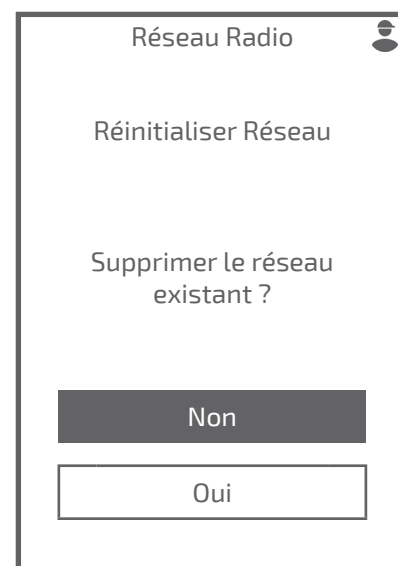 Réseau Radio
Réinitialiser Réseau
Supprimer le réseau
existant ?
Non
Oui